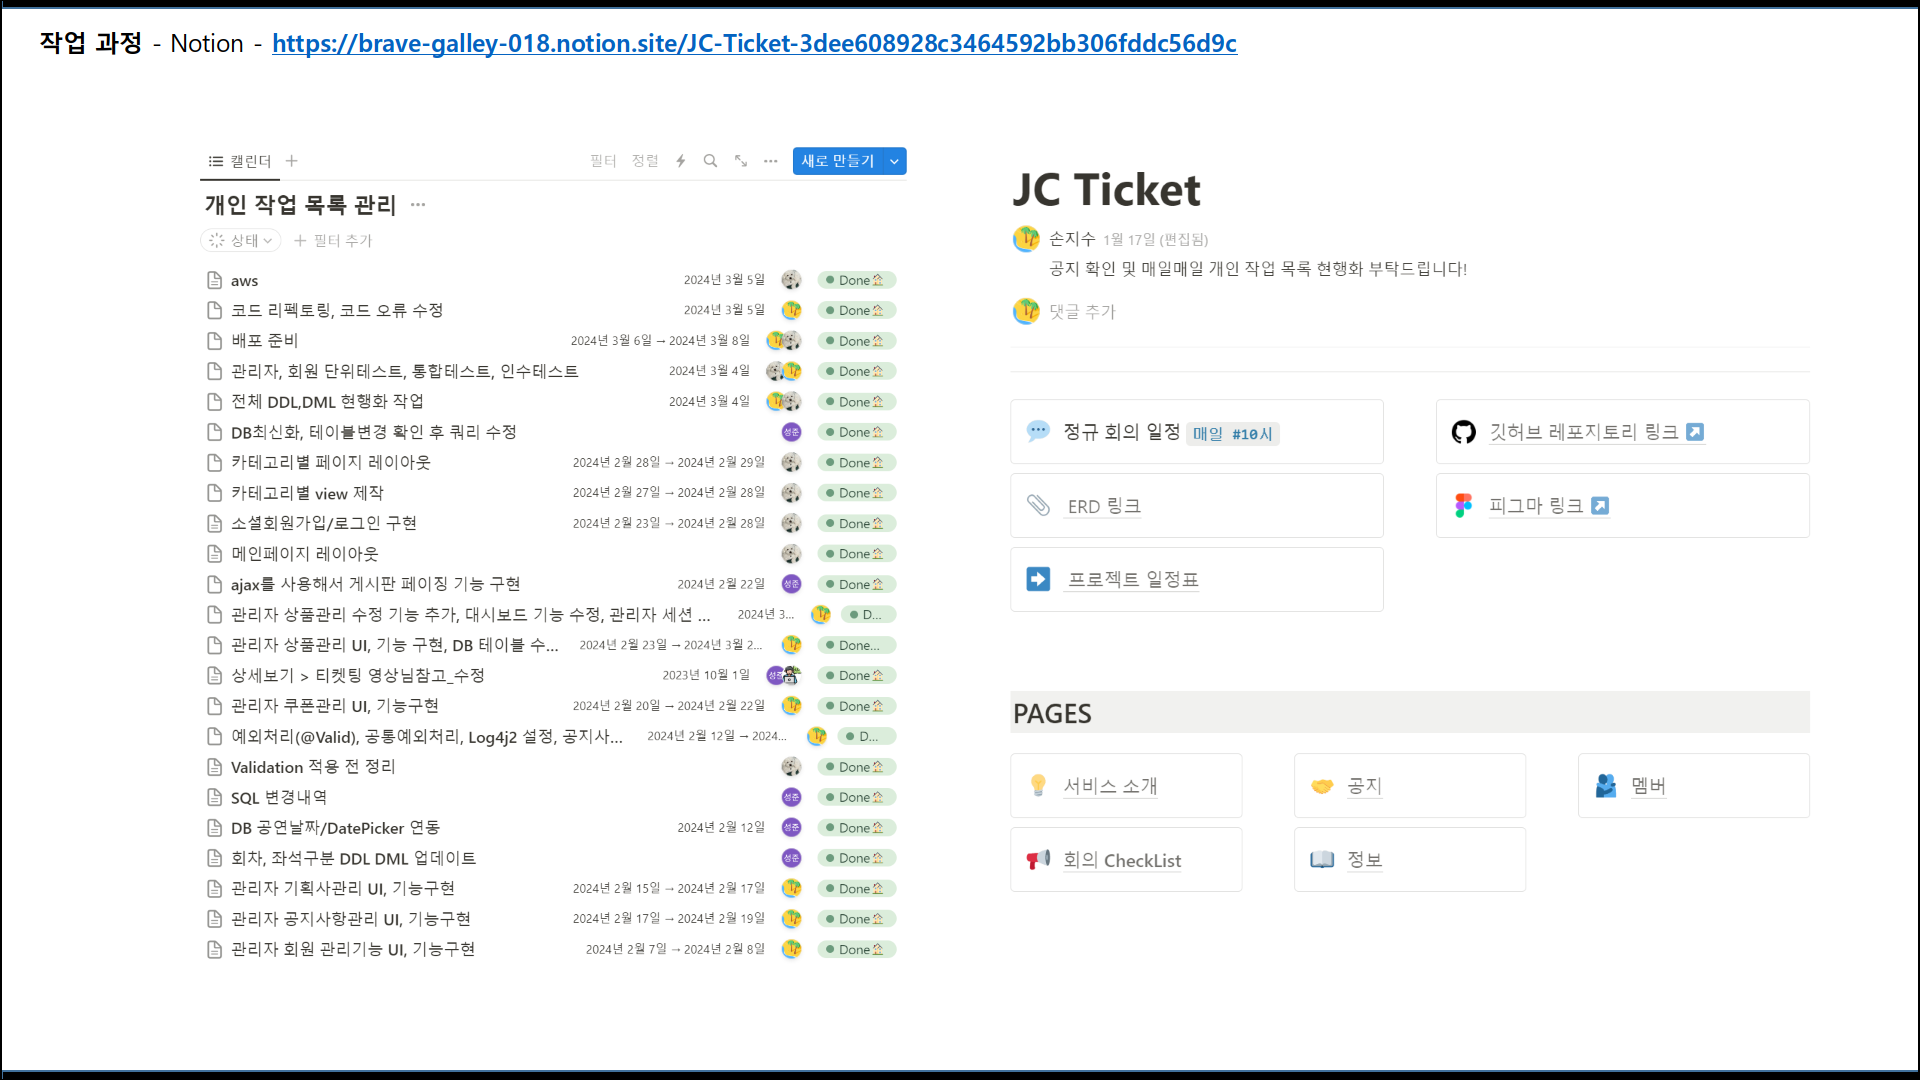 작업 과정 - Notion - https://brave-galley-018.notion.site/JC-Ticket-3dee608928c3464592bb306fddc56d9c
캘린더
필터 정렬 새로 만들기
개인 작업 목록 관리
상태 필터 추가
aws 2024년 3월 5일 Done
코드 리펙토링, 코드 오류 수정 2024년 3월 5일 Done
배포 준비 2024년 3월 6일 → 2024년 3월 8일 Done
관리자, 회원 단위테스트, 통합테스트, 인수테스트 2024년 3월 4일 Done
전체 DDL,DML 현행화 작업 2024년 3월 4일 Done
DB최신화, 테이블변경 확인 후 쿼리 수정 성준 Done
카테고리별 페이지 레이아웃 2024년 2월 28일 → 2024년 2월 29일 Done
카테고리별 view 제작 2024년 2월 27일 → 2024년 2월 28일 Done
소셜회원가입/로그인 구현 2024년 2월 23일 → 2024년 2월 28일 Done
메인페이지 레이아웃 Done
ajax를 사용해서 게시판 페이징 기능 구현 2024년 2월 22일 성준 Done
관리자 상품관리 수정 기능 추가, 대시보드 기능 수정, 관리자 세션 ... 2024년 3... D...
관리자 상품관리 UI, 기능 구현, DB 테이블 수... 2024년 2월 23일 → 2024년 3월 2... Done...
상세보기 > 티켓팅 영상님참고_수정 2023년 10월 1일 성준 Done
관리자 쿠폰관리 UI, 기능구현 2024년 2월 20일 → 2024년 2월 22일 Done
예외처리(@Valid), 공통예외처리, Log4j2 설정, 공지사... 2024년 2월 12일 → 2024... D...
Validation 적용 전 정리 Done
SQL 변경내역 성준 Done
DB 공연날짜/DatePicker 연동 2024년 2월 12일 성준 Done
회차, 좌석구분 DDL DML 업데이트 성준 Done
관리자 기획사관리 UI, 기능구현 2024년 2월 15일 → 2024년 2월 17일 Done
관리자 공지사항관리 UI, 기능구현 2024년 2월 17일 → 2024년 2월 19일 Done
관리자 회원 관리기능 UI, 기능구현 2024년 2월 7일 → 2024년 2월 8일 Done
JC Ticket
손지수 1월 17일 (편집됨)
공지 확인 및 매일매일 개인 작업 목록 현행화 부탁드립니다!
댓글 추가
정규 회의 일정 매일 #10시
깃허브 레포지토리 링크
ERD 링크
피그마 링크
프로젝트 일정표
PAGES
서비스 소개
공지
멤버
회의 CheckList
정보